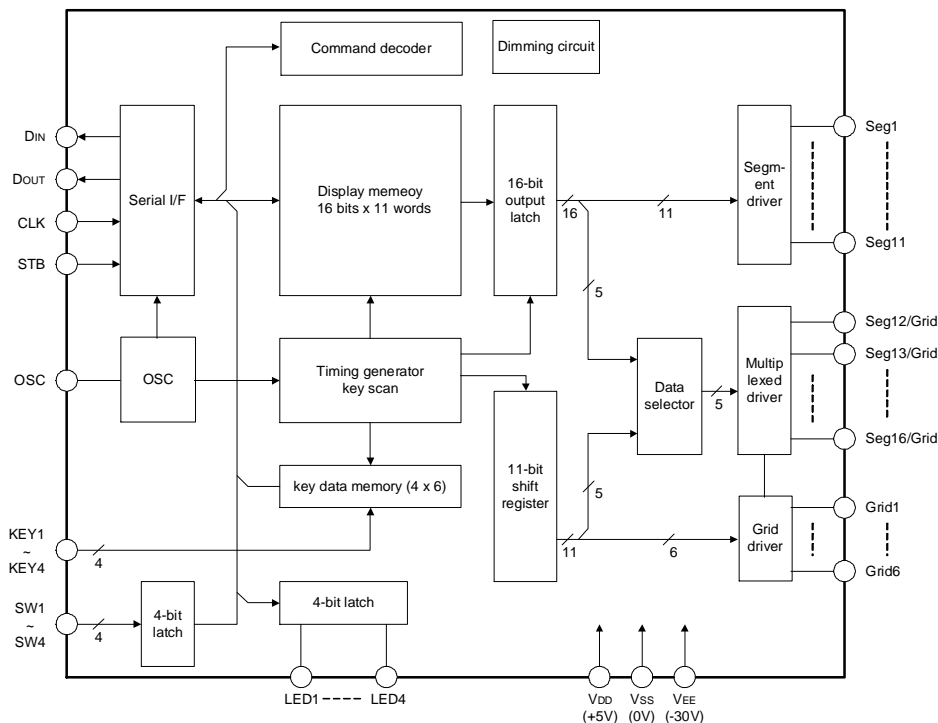 Command decoder
Dimming circuit
DIN
DOUT
CLK
STB
Serial I/F
Display memeoy
16 bits x 11 words
16-bit
output
latch
16
11
Segm-
ent
driver
Seg1
Seg11
5
OSC
OSC
Timing generator
key scan
Data
selector
5
Multip
lexed
driver
Seg12/Grid
Seg13/Grid
Seg16/Grid
key data memory (4 x 6)
11-bit
shift
register
5
11
6
Grid
driver
Grid1
Grid6
KEY1
~
KEY4
4
SW1
~
SW4
4
4-bit
latch
4-bit latch
LED1
LED4
VDD
(+5V)
VSS
(0V)
VEE
(-30V)